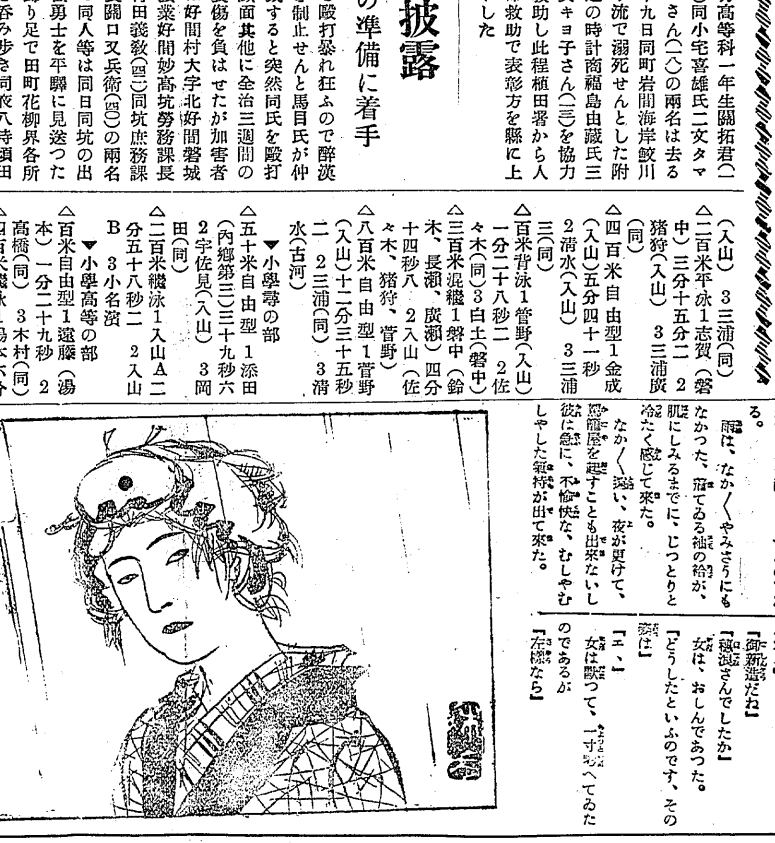 高等科一年生關拓君(
同小宅喜雄氏二女タマ
さん(一八)の兩名は去る
九日同町岩間海岸鮫川
流で溺死せんとした附
の時計商福島由藏氏三
キヨ子さん(一三)を協力
助し此程植田署から人
救助で表彰方を縣に上
した
披露
の準備に着手
毆打暴れ狂ふので醉漢
制止せんと馬目氏が仲
すると突然同氏を毆打
面其他に全治三週間の
傷を負はせたが加害者
好間村大字北好間磐城
業好間妙高坑勞務課長
田義敎(四二)同坑庶務課
關口又兵衛(四〇)の兩名
同人等は同日同坑の出
勇士を平驛に見送つた
り足で田町花柳界各所
呑み步き同夜八時頃田
(入山) 3三浦(同)
△二百米平泳1志賀(磐
中)三分十五分二 2
猪狩(入山) 3三浦廣
(同)
△四百米自由型1金成
(入山)五分四十一秒
2淸水(入山) 3三浦
三(同)
△百米背泳1菅野(入山)
一分二十八秒二 2佐
々木(同)3白土(磐中)
△三百米混繼1磐中(鈴
木、長瀨、廣瀨)四分
十四秒八 2入山(佐
々木、猪狩、菅野)
△八百米自由型1菅野
(入山)十二分三十五秒
二 2三浦(同) 3淸
水(古河)
▼小學尋の部
△五十米自由型1添田
(內鄕第三)三十九秒六
2宇佐見(入山) 3岡
田(同)
△二百米繼泳1入山A二
分五十八秒二 2入山
B 3小名濱
▼小學高等の部
△百米自由型1遠藤(湯
本)一分二十九秒 2
高橋(同) 3木村(同)
る。
雨は、なか〱やみさうにも
なかつた、着てゐる袖の袷が、
肌にしみるまでに、じつとりと
冷たく感じて來た。
なか〱深い、夜が更けて、
駕籠屋を起すことも出來ないし
彼は急に、不愉快な、むしやむ
しやした氣持が出て來た。
『御新造だね』
『穗浪さんでしたか』
女は、おしんであつた。
『どうしたといふのです、その
姿は』
『エヽ』
女は默つて、一寸考へてゐた
のであるが
『左樣なら』